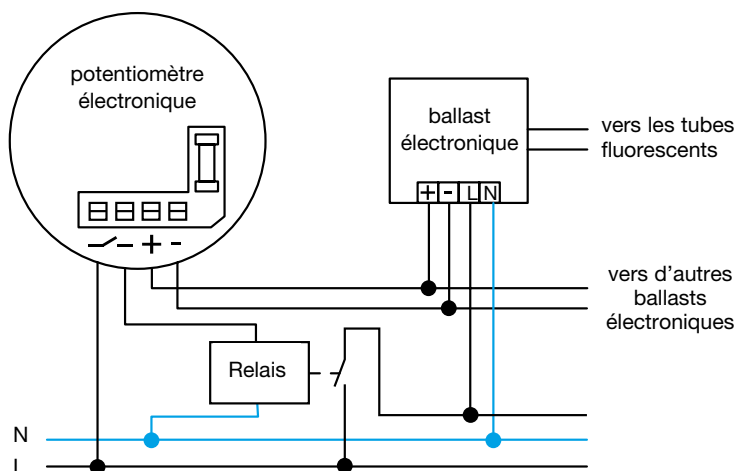 potentiomètre
électronique
ballast
électronique
vers les tubes
fluorescents
+ - L N
+ -
vers d'autres
ballasts
électroniques
Relais
N
L